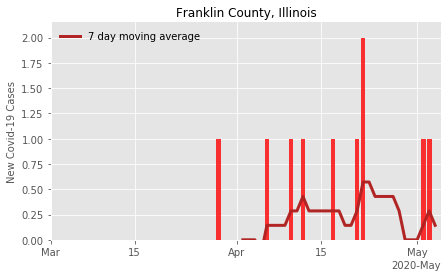 Franklin County, Illinois
7 day moving average
New Covid-19 Cases
2.00
1.75
1.50
1.25
1.00
0.75
0.50
0.25
0.00
Mar 15 Apr 15 May
2020-May